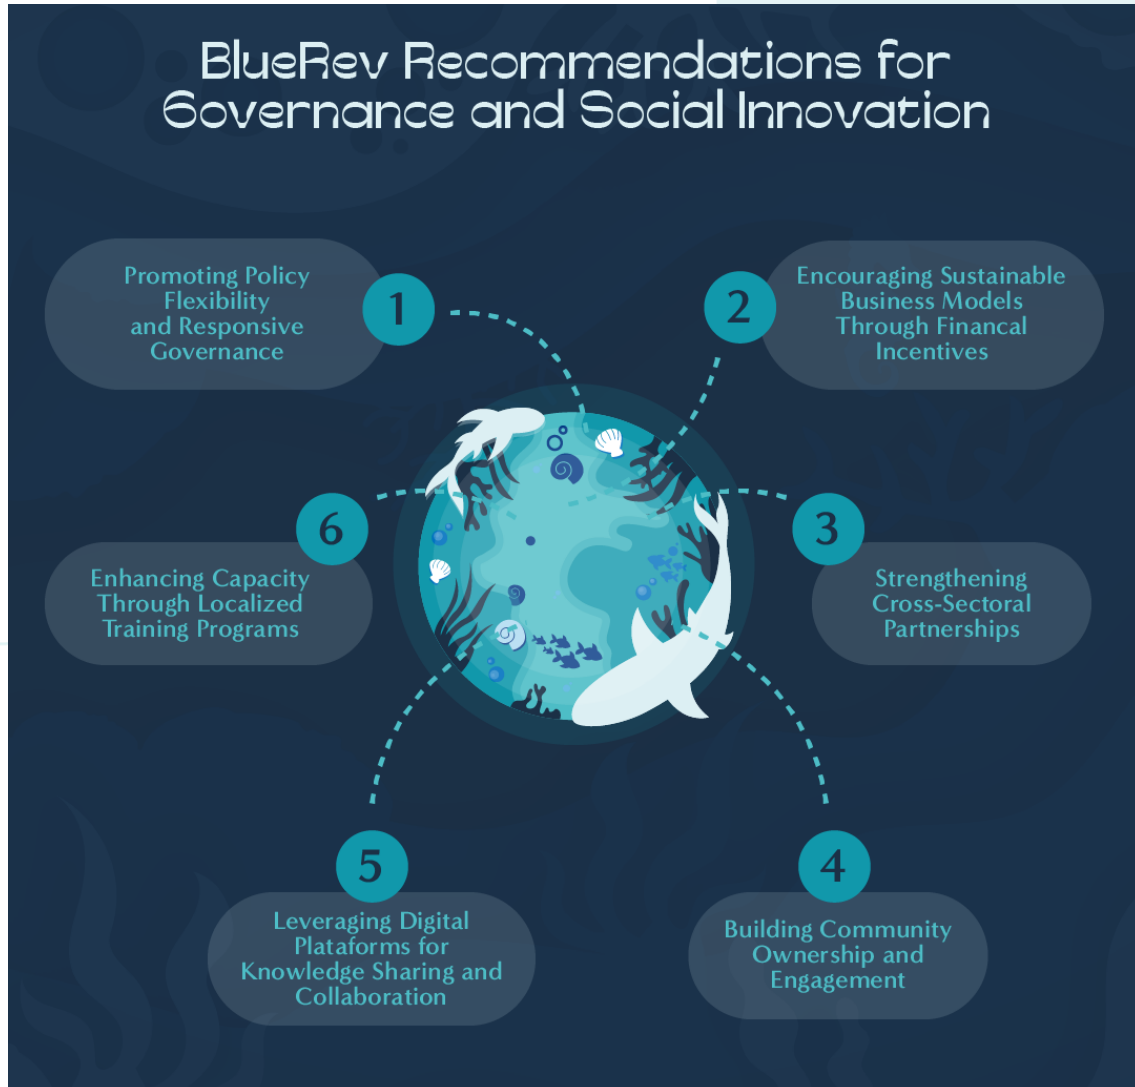 BlueRev Recommendations for
Governance and Social Innovation
1
Promoting Policy
Flexibility
and Responsive
Governance
2
Encouraging Sustainable
Business Models
Through Financal
Incentives
3
Strengthening
Cross-Sectoral
Partnerships
4
Building Community
Ownership and
Engagement
5
Leveraging Digital
Plataforms for
Knowledge Sharing and
Collaboration
6
Enhancing Capacity
Through Localized
Training Programs